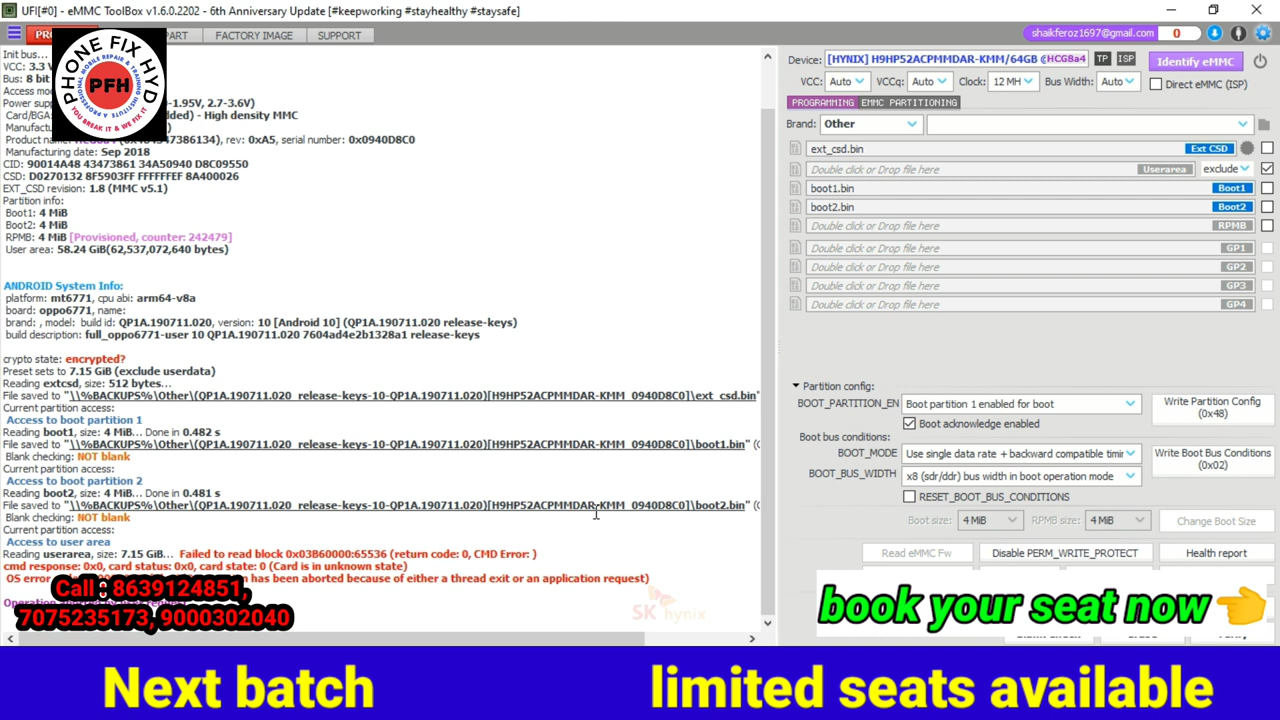 UFI[#0] - eMMC ToolBox v1.6.0.2202 - 6th Anniversary Update [#keepworking #stayhealthy #staysafe]
PART FACTORY IMAGE SUPPORT
shaikferoz1697@gmail.com 0
PHONE FIX HYD
PFH
YOU BREAK IT & WE FIX IT
Init bus...
VCC: 3.3 V
Bus: 8 bit
Access mo
Power supp -1.95V, 2.7-3.6V)
Card/BGA: dded) - High density MMC
Manufactu
Product name: (0x484347386134), rev: 0xA5, serial number: 0x0940D8C0
Manufacturing date: Sep 2018
CID: 90014A48 43473861 34A50940 D8C09550
CSD: D0270132 8F5903FF FFFFFFEF 8A400026
EXT_CSD revision: 1.8 (MMC v5.1)
Partition info:
Boot1: 4 MiB
Boot2: 4 MiB
RPMB: 4 MiB [Provisioned, counter: 242479]
User area: 58.24 GiB(62,537,072,640 bytes)
ANDROID System Info:
platform: mt6771, cpu abi: arm64-v8a
board: oppo6771, name:
brand: , model: build id: QP1A.190711.020, version: 10 [Android 10] (QP1A.190711.020 release-keys)
build description: full_oppo6771-user 10 QP1A.190711.020 7604ad4e2b1328a1 release-keys
crypto state: encrypted?
Preset sets to 7.15 GiB (exclude userdata)
Reading extcsd, size: 512 bytes...
File saved to "\\%BACKUPS%\Other\(QP1A.190711.020_release-keys-10-QP1A.190711.020)[H9HP52ACPMMDAR-KMM_0940D8C0]\ext_csd.bin"
Current partition access:
Access to boot partition 1
Reading boot1, size: 4 MiB... Done in 0.482 s
File saved to "\\%BACKUPS%\Other\(QP1A.190711.020_release-keys-10-QP1A.190711.020)[H9HP52ACPMMDAR-KMM_0940D8C0]\boot1.bin" (C
Blank checking: NOT blank
Current partition access:
Access to boot partition 2
Reading boot2, size: 4 MiB... Done in 0.481 s
File saved to "\\%BACKUPS%\Other\(QP1A.190711.020_release-keys-10-QP1A.190711.020)[H9HP52ACPMMDAR-KMM_0940D8C0]\boot2.bin" (C
Blank checking: NOT blank
Current partition access:
Access to user area
Reading userarea, size: 7.15 GiB... Failed to read block 0x03B60000:65536 (return code: 0, CMD Error: )
cmd response: 0x0, card status: 0x0, card state: 0 (Card is in unknown state)
OS error has been aborted because of either a thread exit or an application request)
Call : 8639124851,
7075235173, 9000302040
SK hynix
Device: [HYNIX] H9HP52ACPMMDAR-KMM/64GB @HCG8a4 TP ISP Identify eMMC
VCC: Auto VCCq: Auto Clock: 12 MH Bus Width: Auto Direct eMMC (ISP)
PROGRAMMING EMMC PARTITIONING
Brand: Other
ext_csd.bin Ext CSD
Double click or Drop file here Userarea exclude
boot1.bin Boot1
boot2.bin Boot2
Double click or Drop file here RPMB
Double click or Drop file here GP1
Double click or Drop file here GP2
Double click or Drop file here GP3
Double click or Drop file here GP4
Partition config:
BOOT_PARTITION_EN Boot partition 1 enabled for boot Write Partition Config (0x48)
Boot acknowledge enabled
Boot bus conditions:
BOOT_MODE Use single data rate + backward compatible timir Write Boot Bus Conditions (0x02)
BOOT_BUS_WIDTH x8 (sdr/ddr) bus width in boot operation mode
RESET_BOOT_BUS_CONDITIONS
Boot size: 4 MiB RPMB size: 4 MiB Change Boot Size
Read eMMC Fw Disable PERM_WRITE_PROTECT Health report
book your seat now
Next batch limited seats available